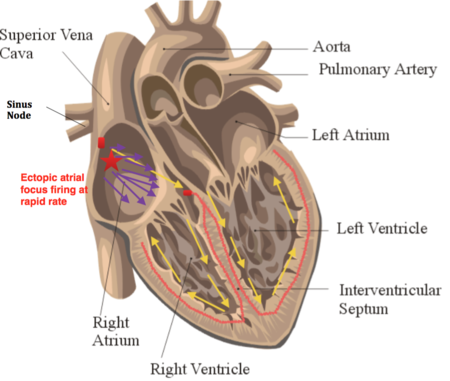 Superior Vena
Cava
Aorta
Pulmonary Artery
Sinus
Node
Left Atrium
Ectopic atrial
focus firing at
rapid rate
Left Ventricle
Interventricular
Septum
Right
Atrium
Right Ventricle